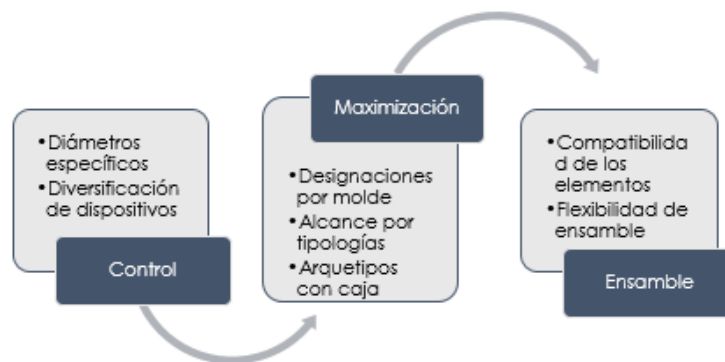 •Diámetros
específicos
•Diversificación
de dispositivos
Control
Maximización
•Designaciones
por molde
•Alcance por
tipologías
•Arquetipos
con caja
•Compatibilida
d de los
elementos
•Flexibilidad de
ensamble
Ensamble